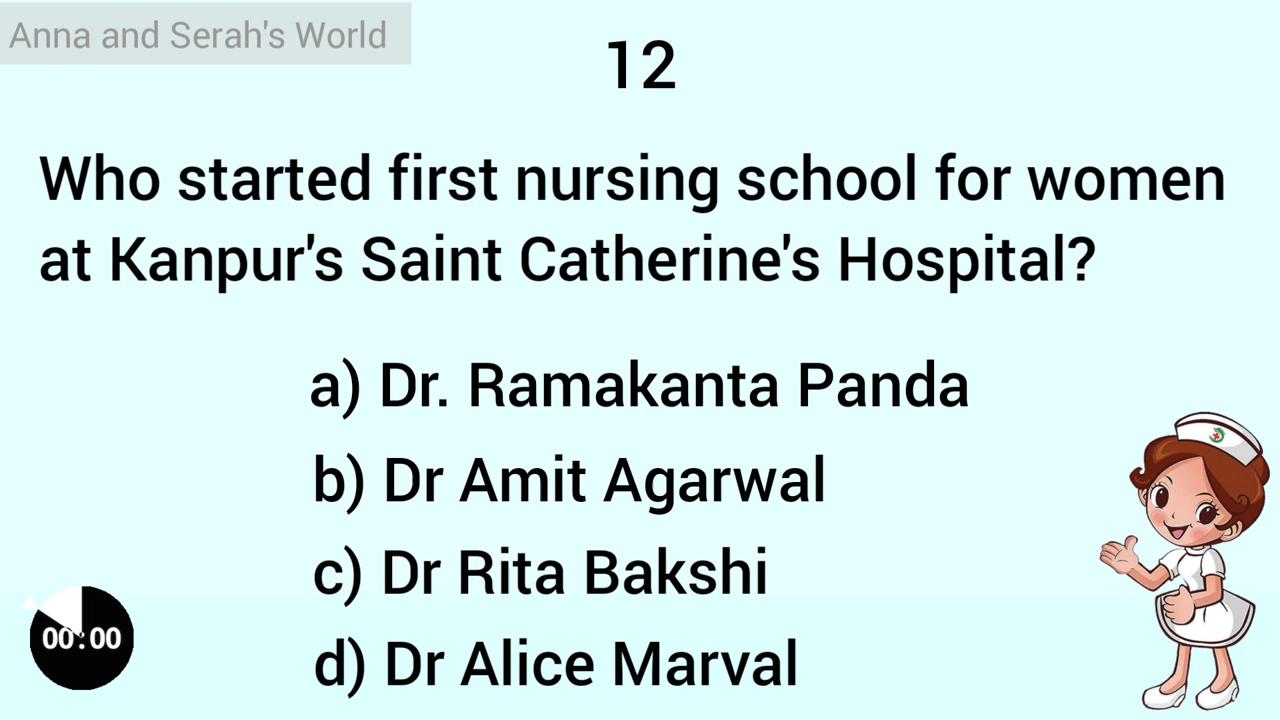 Anna and Serah's World
12
Who started first nursing school for women
at Kanpur's Saint Catherine's Hospital?
a) Dr. Ramakanta Panda
b) Dr Amit Agarwal
c) Dr Rita Bakshi
d) Dr Alice Marval
00:00